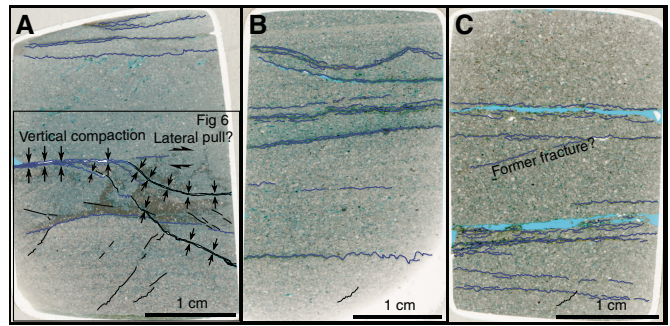 A
B
C
Fig 6
Vertical compaction
Lateral pull?
Former fracture?
1 cm
1 cm
1 cm